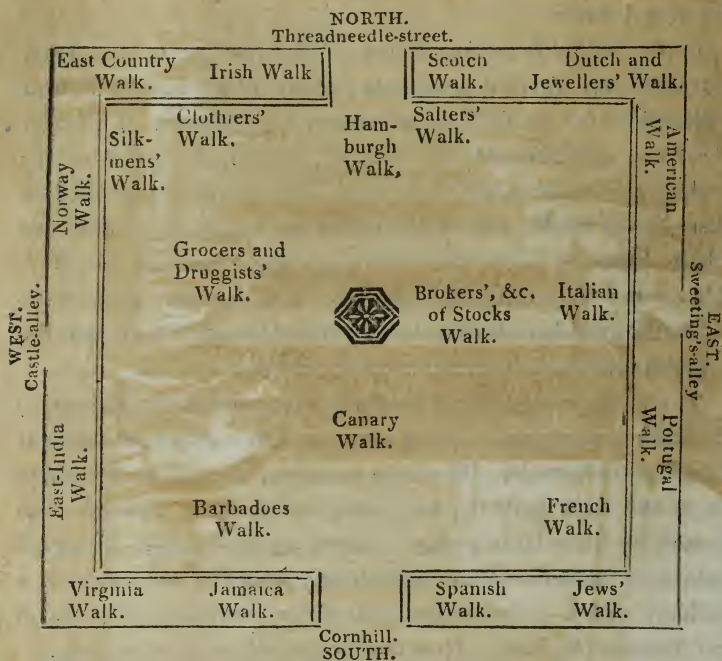 NORTH.
Threadneedle-street.
East Country
Walk.
Irish Walk
Scotch
Walk.
Dutch and
Jewellers' Walk.
Clothiers'
Walk.
Silk-
mens'
Walk.
Ham-
burgh
Walk,
Salters'
Walk.
American
Walk.
Norway
Walk.
Grocers and
Druggists'
Walk.
Brokers', &c.
of Stocks
Walk.
Italian
Walk.
WEST.
Castle-alley.
EAST.
Sweeting's-alley
Canary
Walk.
Portugal
Walk.
East-India
Walk.
Barbadoes
Walk.
French
Walk.
Virginia
Walk.
Jamaica
Walk.
Spanish
Walk.
Jews'
Walk.
Cornhill.
SOUTH.